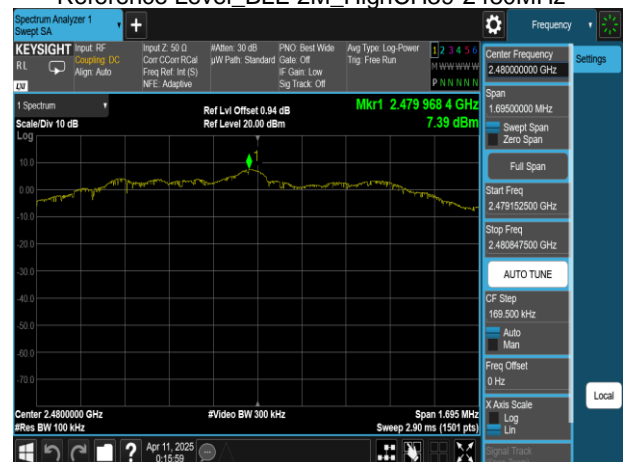 Reference Level_BLE 2M_HighCH39 2480MHz
Spectrum Analyzer 1
Swept SA
+
Frequency
KEYSIGHT
RL
LXI
Input: RF
Coupling: DC
Align: Auto
Input Z: 50 Ω
Corr CCorr RCal
Freq Ref: Int (S)
NFE: Adaptive
#Atten: 30 dB
µW Path: Standard
PNO: Best Wide
Gate: Off
IF Gain: Low
Sig Track: Off
Avg Type: Log-Power
Trig: Free Run
1 2 3 4 5 6
M W W W W W
P N N N N N
Center Frequency
2.480000000 GHz
Settings
Span
1.69500000 MHz
Swept Span
Zero Span
Full Span
Start Freq
2.479152500 GHz
Stop Freq
2.480847500 GHz
AUTO TUNE
CF Step
169.500 kHz
Auto
Man
Freq Offset
0 Hz
X Axis Scale
Log
Lin
Signal Track
Local
1 Spectrum
Scale/Div 10 dB
Log
Ref Lvl Offset 0.94 dB
Ref Level 20.00 dBm
Mkr1 2.479 968 4 GHz
7.39 dBm
1
10.0
0.00
-10.0
-20.0
-30.0
-40.0
-50.0
-60.0
-70.0
Center 2.4800000 GHz
#Res BW 100 kHz
#Video BW 300 kHz
Span 1.695 MHz
Sweep 2.90 ms (1501 pts)
?
Apr 11, 2025
0:15:59